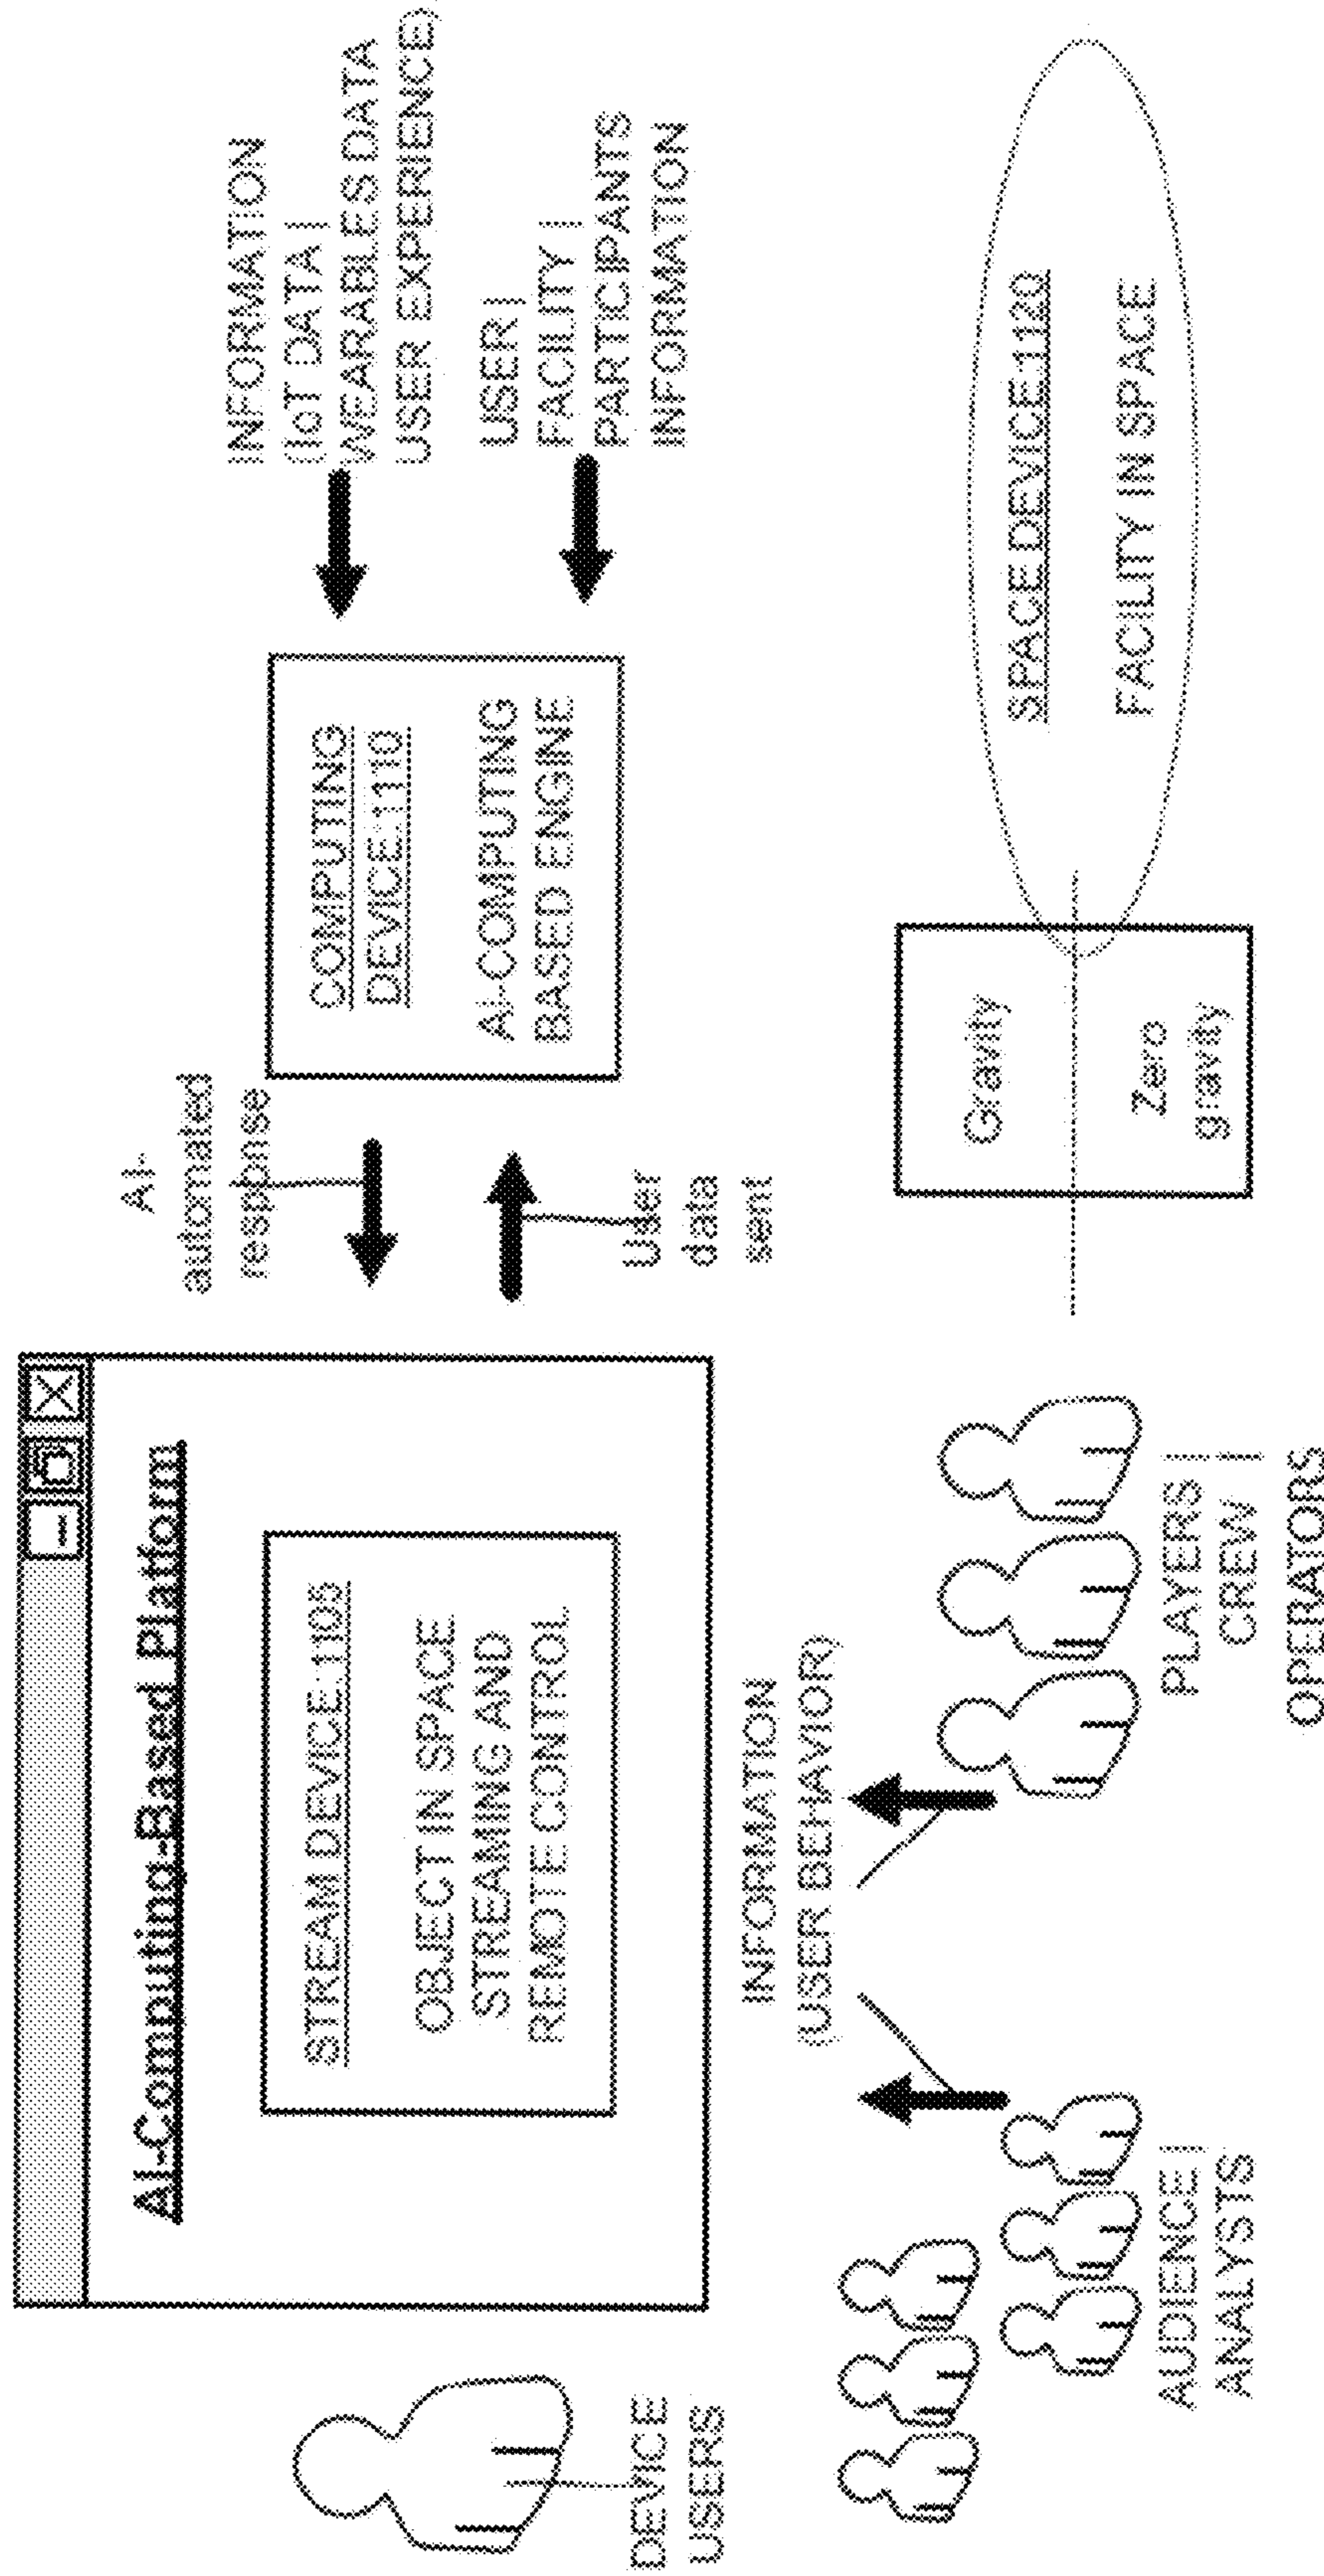 AI-Computing-Based Platform
STREAM DEVICE:1105
OBJECT IN SPACE
STREAMING AND
REMOTE CONTROL
DEVICE
USERS
AI-
automated
response
User
data
sent
COMPUTING
DEVICE:1110
AI-COMPUTING
BASED ENGINE
INFORMATION
(IoT DATA |
WEARABLES DATA
USER EXPERIENCE)
USER |
FACILITY |
PARTICIPANTS
INFORMATION
INFORMATION
(USER BEHAVIOR)
AUDIENCE |
ANALYSTS
PLAYERS |
CREW |
OPERATORS
Gravity
Zero
gravity
SPACE DEVICE:1120
FACILITY IN SPACE